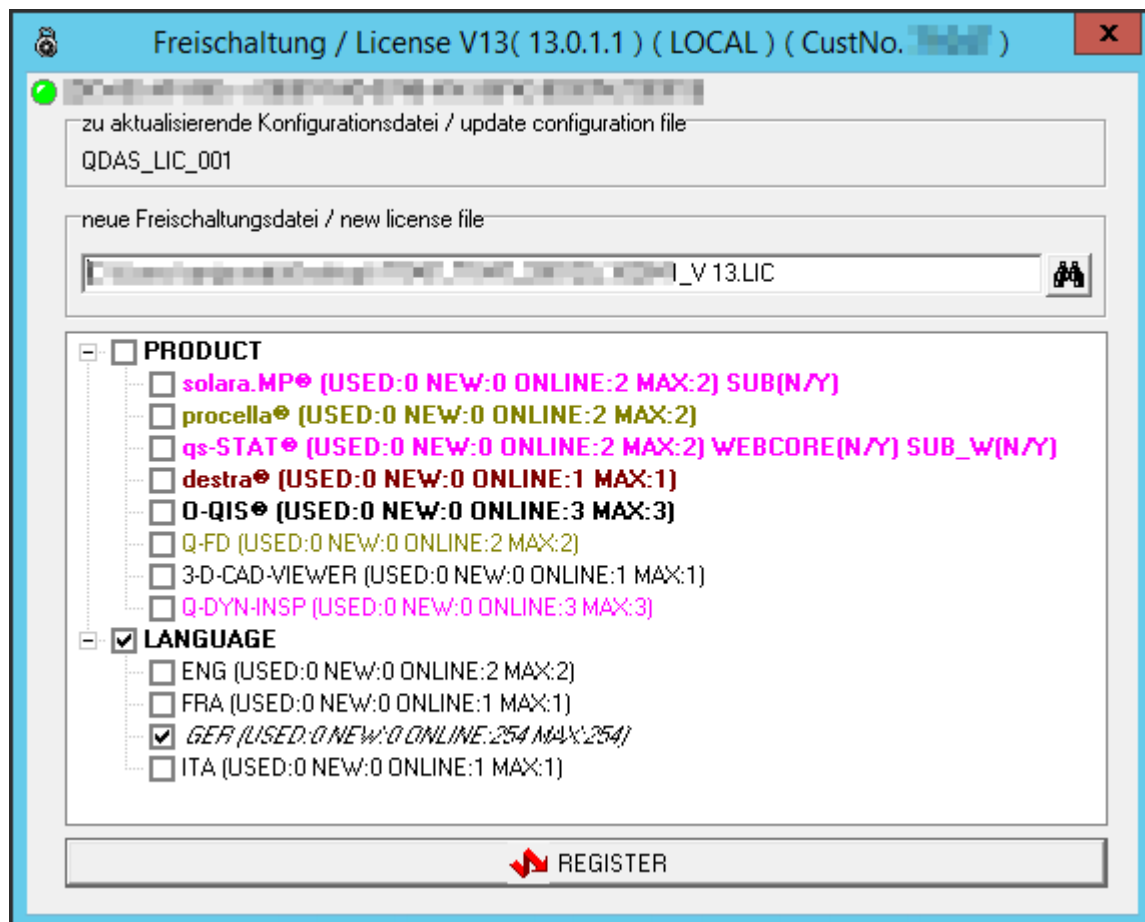 Freischaltung / License V13( 13.0.1.1 ) ( LOCAL ) ( CustNo. )
x
zu aktualisierende Konfigurationsdatei / update configuration file
QDAS_LIC_001
neue Freischaltungsdatei / new license file
_V 13.LIC
PRODUCT
solara.MP® (USED:0 NEW:0 ONLINE:2 MAX:2) SUB(N/Y)
procella® (USED:0 NEW:0 ONLINE:2 MAX:2)
qs-STAT® (USED:0 NEW:0 ONLINE:2 MAX:2) WEBCORE(N/Y) SUB_W(N/Y)
destra® (USED:0 NEW:0 ONLINE:1 MAX:1)
O-QIS® (USED:0 NEW:0 ONLINE:3 MAX:3)
Q-FD (USED:0 NEW:0 ONLINE:2 MAX:2)
3-D-CAD-VIEWER (USED:0 NEW:0 ONLINE:1 MAX:1)
Q-DYN-INSP (USED:0 NEW:0 ONLINE:3 MAX:3)
LANGUAGE
ENG (USED:0 NEW:0 ONLINE:2 MAX:2)
FRA (USED:0 NEW:0 ONLINE:1 MAX:1)
GER (USED:0 NEW:0 ONLINE:254 MAX:254)
ITA (USED:0 NEW:0 ONLINE:1 MAX:1)
REGISTER